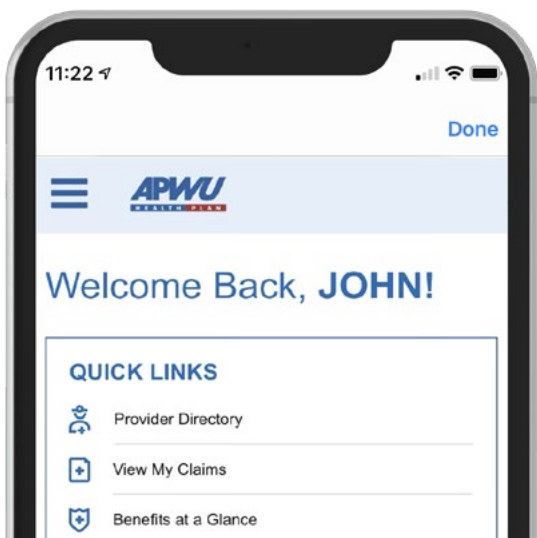 11:22
Done
APWU
HEALTH PLAN
Welcome Back, JOHN!
QUICK LINKS
Provider Directory
View My Claims
Benefits at a Glance